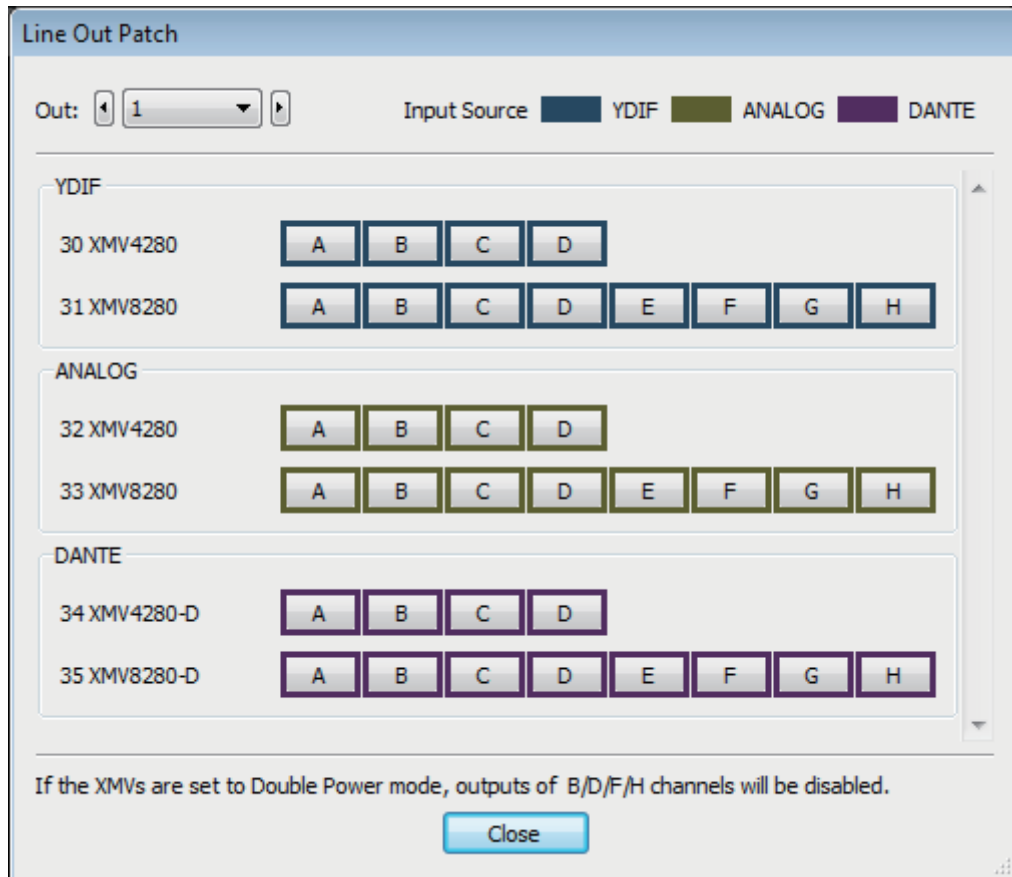 Line Out Patch
Out: 1 Input Source YDIF ANALOG DANTE
YDIF
30 XMV4280 A B C D
31 XMV8280 A B C D E F G H
ANALOG
32 XMV4280 A B C D
33 XMV8280 A B C D E F G H
DANTE
34 XMV4280-D A B C D
35 XMV8280-D A B C D E F G H
If the XMVs are set to Double Power mode, outputs of B/D/F/H channels will be disabled.
Close